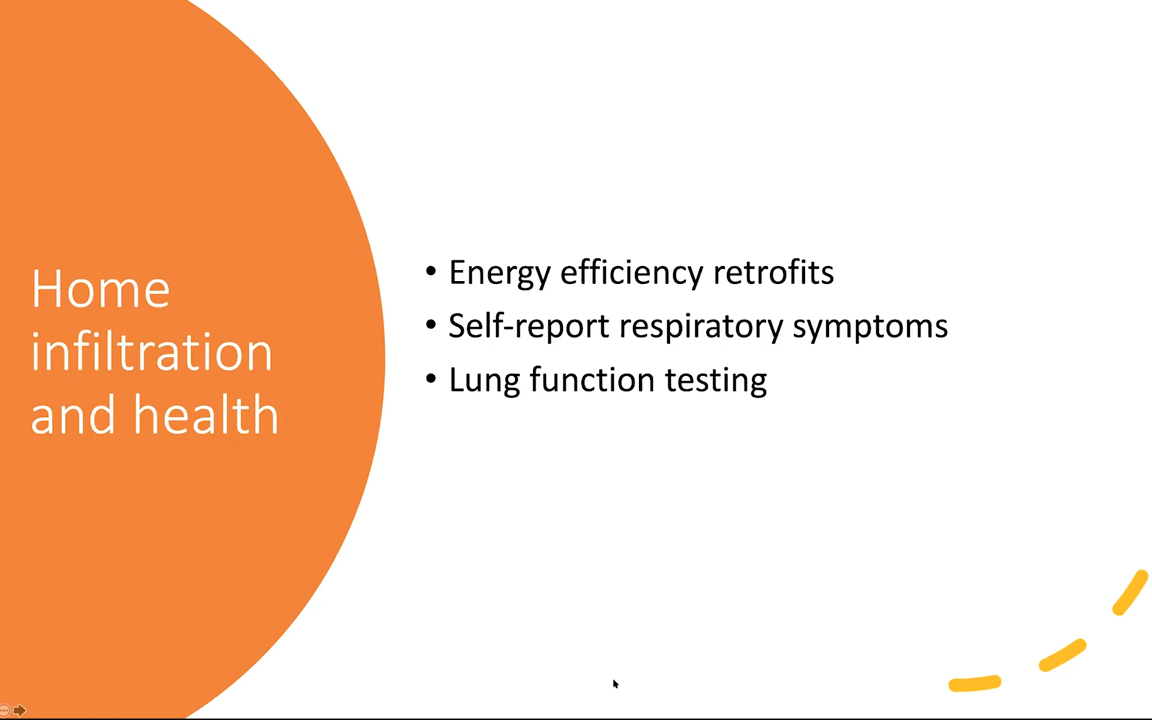 Home
infiltration
and health
• Energy efficiency retrofits
• Self-report respiratory symptoms
• Lung function testing